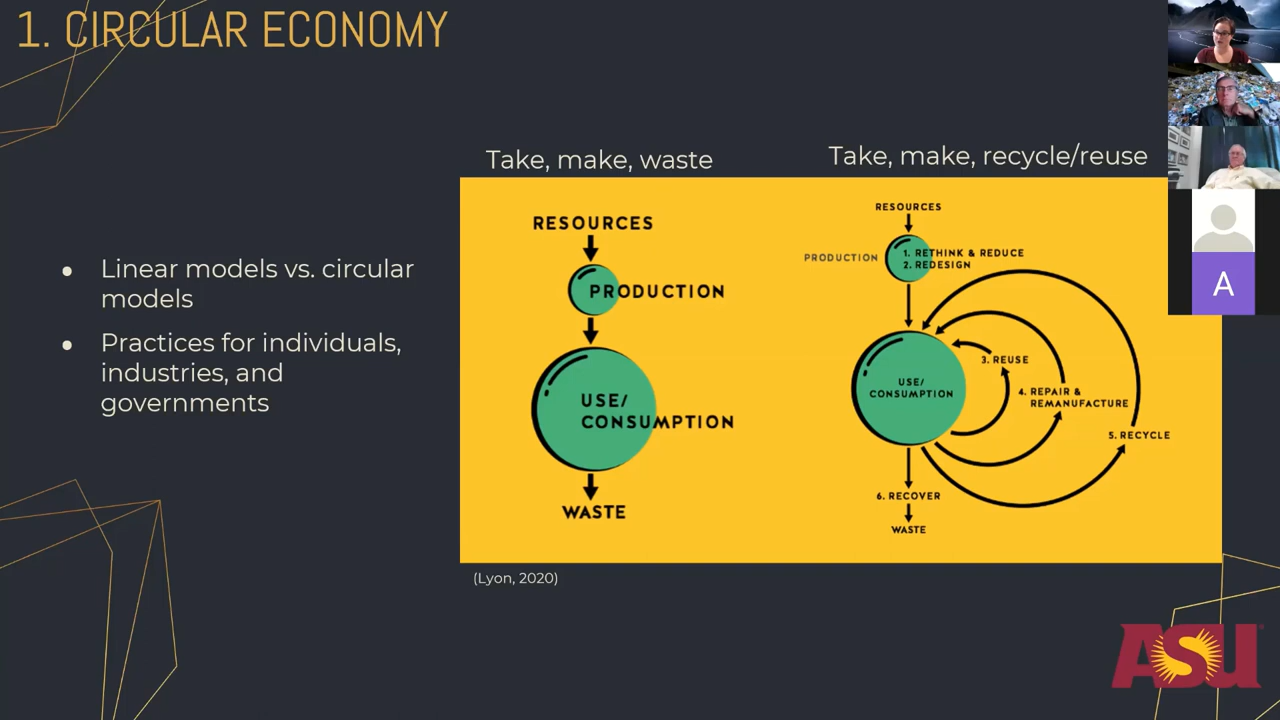 1. CIRCULAR ECONOMY
● Linear models vs. circular
models
● Practices for individuals,
industries, and
governments
Take, make, waste
RESOURCES
PRODUCTION
USE/
CONSUMPTION
WASTE
Take, make, recycle/reuse
RESOURCES
PRODUCTION
1. RETHINK & REDUCE
2. REDESIGN
USE/
CONSUMPTION
3. REUSE
4. REPAIR &
REMANUFACTURE
5. RECYCLE
6. RECOVER
WASTE
(Lyon, 2020)
A
ASU